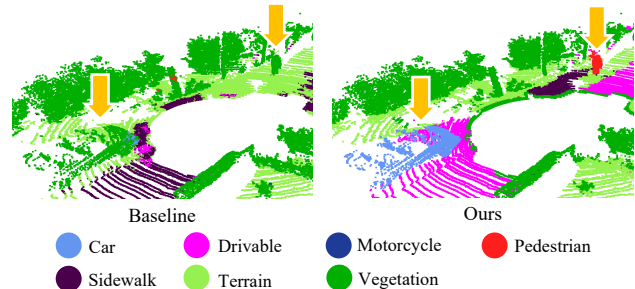 Baseline
Ours
Car
Drivable
Motorcycle
Pedestrian
Sidewalk
Terrain
Vegetation